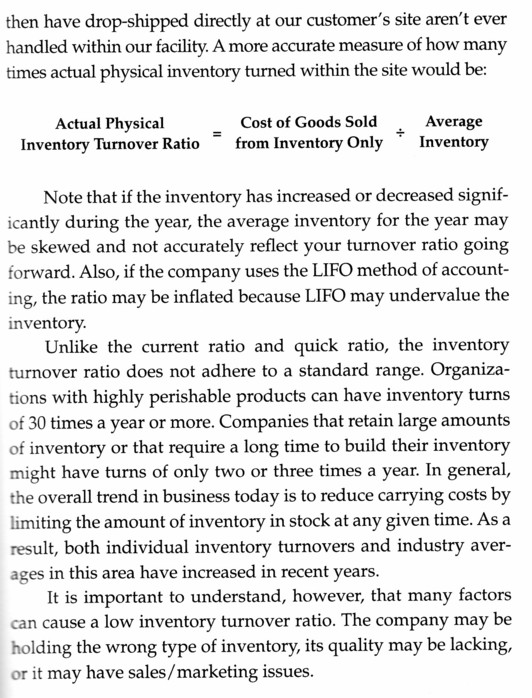 then have drop-shipped directly at our customer's site aren't ever
handled within our facility. A more accurate measure of how many
times actual physical inventory turned within the site would be:
Actual Physical Inventory Turnover Ratio = Cost of Goods Sold from Inventory Only ÷ Average Inventory
Note that if the inventory has increased or decreased signif-
icantly during the year, the average inventory for the year may
be skewed and not accurately reflect your turnover ratio going
forward. Also, if the company uses the LIFO method of account-
ing, the ratio may be inflated because LIFO may undervalue the
inventory.
Unlike the current ratio and quick ratio, the inventory
turnover ratio does not adhere to a standard range. Organiza-
tions with highly perishable products can have inventory turns
of 30 times a year or more. Companies that retain large amounts
of inventory or that require a long time to build their inventory
might have turns of only two or three times a year. In general,
the overall trend in business today is to reduce carrying costs by
limiting the amount of inventory in stock at any given time. As a
result, both individual inventory turnovers and industry aver-
ages in this area have increased in recent years.
It is important to understand, however, that many factors
can cause a low inventory turnover ratio. The company may be
holding the wrong type of inventory, its quality may be lacking,
or it may have sales/marketing issues.